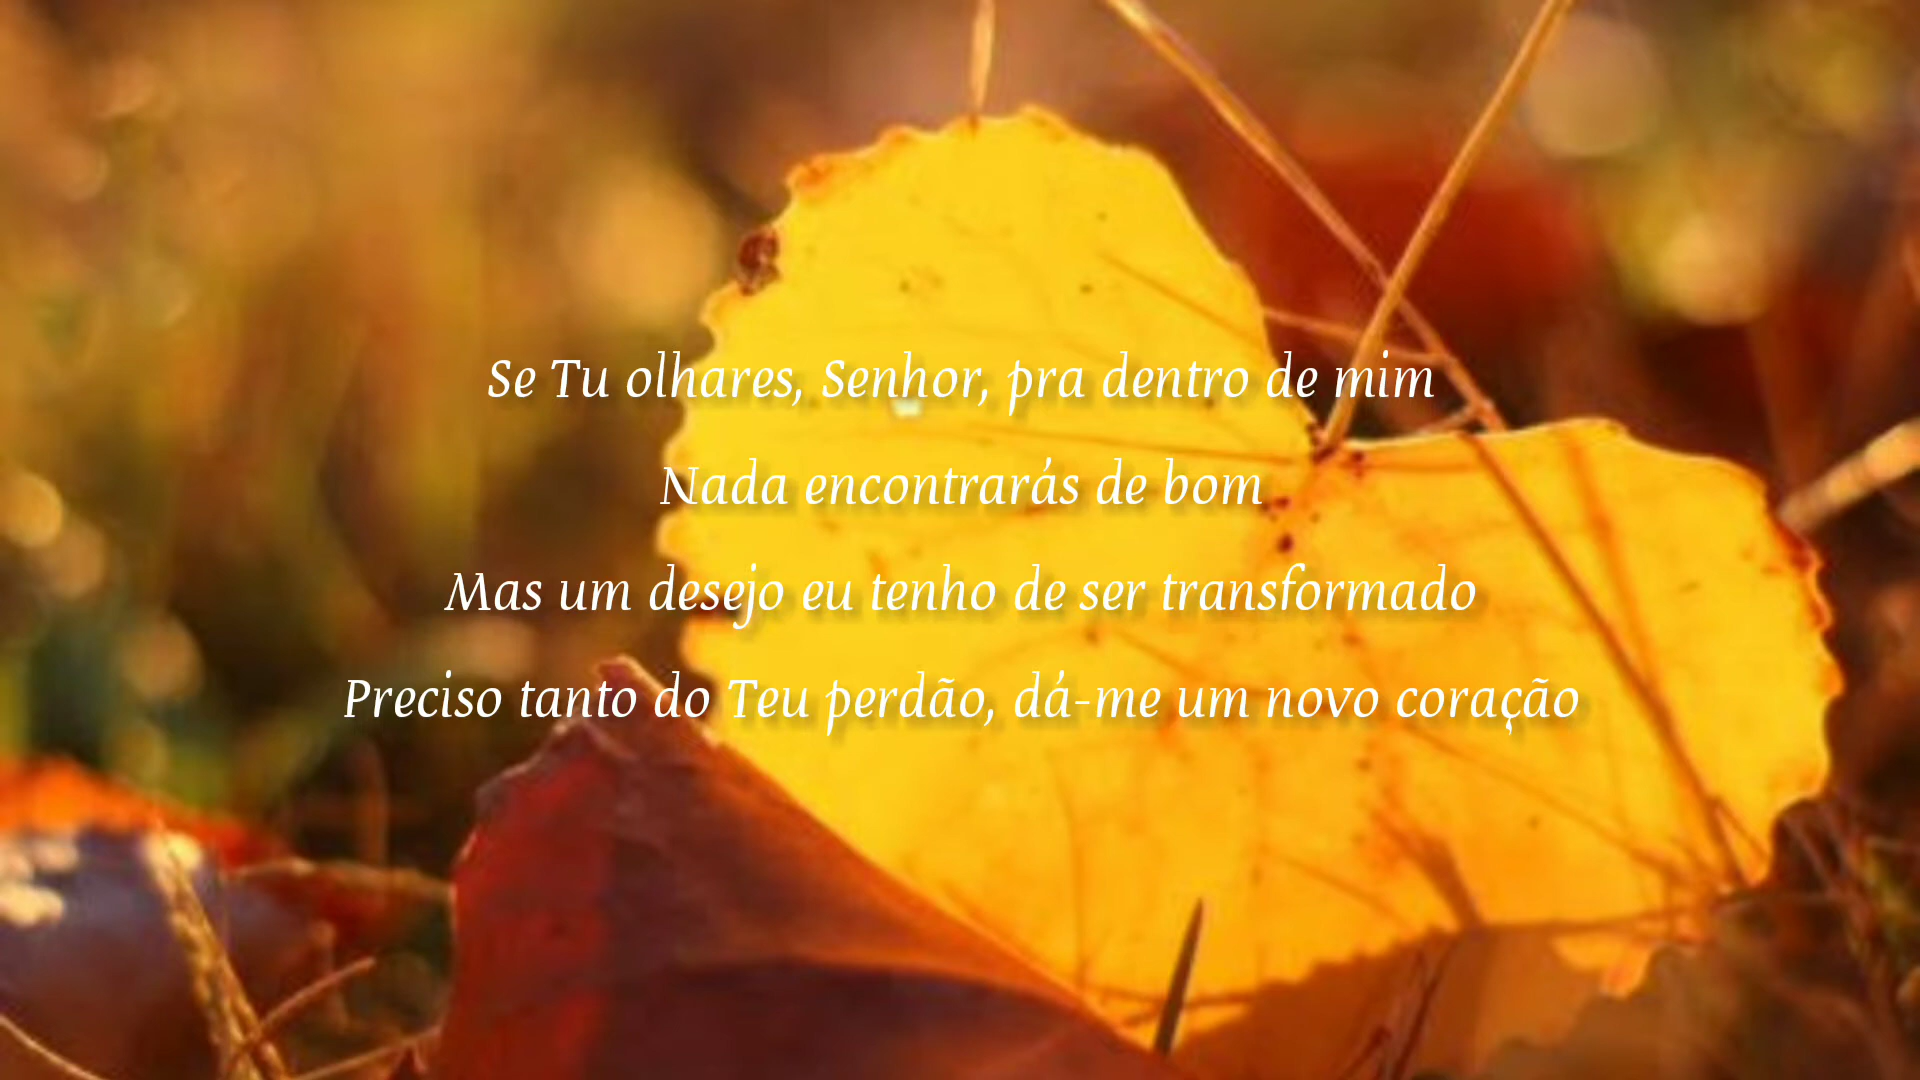 Se Tu olhares, Senhor, pra dentro de mim
Nada encontrarás de bom
Mas um desejo eu tenho de ser transformado
Preciso tanto do Teu perdão, dá-me um novo coração